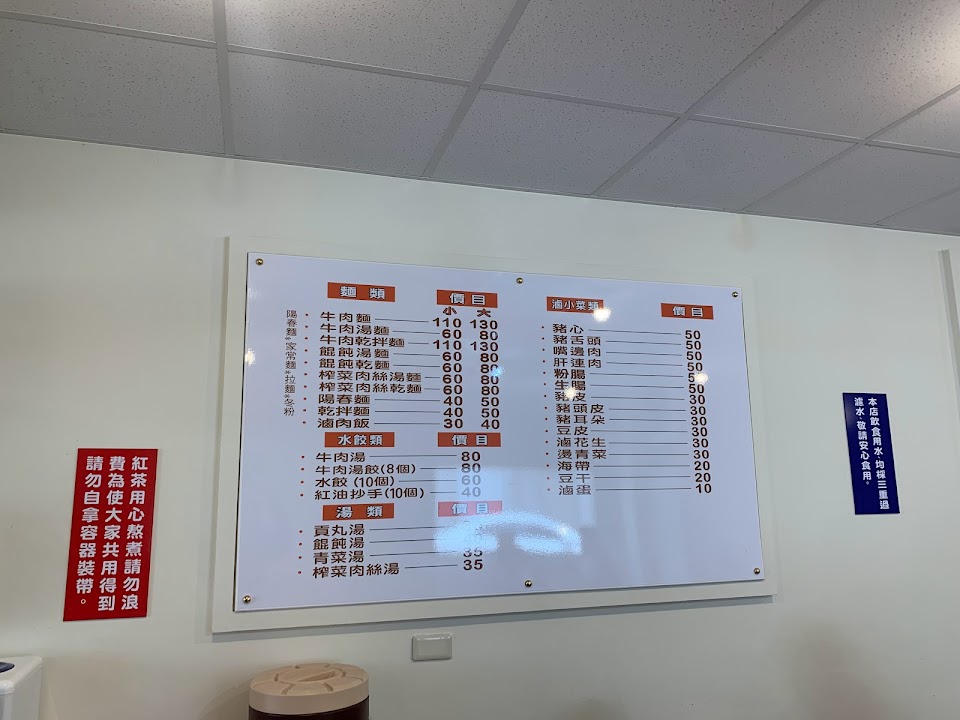 麵類 價目
小 大
陽春麵*家常麵*拉麵*冬粉
· 牛肉麵 110 130
· 牛肉湯麵 60 80
· 牛肉乾拌麵 110 130
· 餛飩湯麵 60 80
· 餛飩乾麵 60 80
· 榨菜肉絲湯麵 60 80
· 榨菜肉絲乾麵 60 80
· 陽春麵 40 50
· 乾拌麵 40 50
· 滷肉飯 30 40
水餃類 價目
· 牛肉湯 80
· 牛肉湯餃(8個) 80
· 水餃 (10個) 60
· 紅油抄手(10個) 40
湯類 價目
· 貢丸湯
· 餛飩湯
· 青菜湯 35
· 榨菜肉絲湯 35
滷小菜類 價目
· 豬心 50
· 豬舌頭 50
· 嘴邊肉 50
· 肝連肉 50
· 粉腸 50
· 生腸 50
· 豬皮 30
· 豬頭皮 30
· 豬耳朵 30
· 豆皮 30
· 滷花生 30
· 燙青菜 30
· 海帶 20
· 豆干 20
· 滷蛋 10
紅茶用心熬煮請勿浪
費為使大家共用得到
請勿自拿容器裝帶。
本店飲食用水、均採三重過
濾水、敬請安心食用。